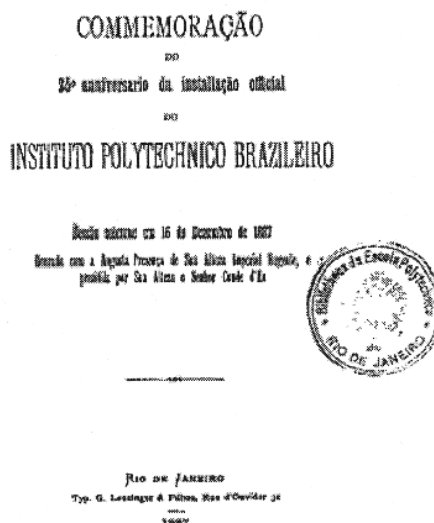 COMMEMORAÇÃO
DO
25º anniversario da installação official
DO
INSTITUTO POLYTECHNICO BRAZILEIRO
Sessão solemne em 16 de Dezembro de 1887
Honrada com a Augusta Presença de Sua Alteza Imperial Regente, e
presidida por Sua Alteza o Senhor Conde d'Eu
Bibliotheca da Escola Polytechnica
RIO DE JANEIRO
RIO DE JANEIRO
Typ. G. Leuzinger & Filhos, Rua d'Ouvidor 31